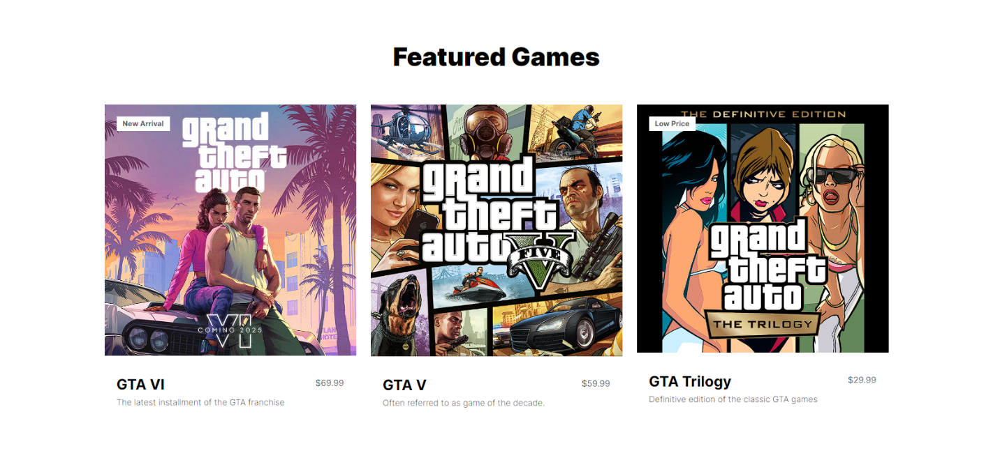 Featured Games
New Arrival
grand
theft
auto
VI
COMING 2025
GTA VI
$69.99
The latest installment of the GTA franchise
grand
theft
auto
V
FIVE
GTA V
$59.99
Often referred to as game of the decade.
THE DEFINITIVE EDITION
Low Price
grand
theft
auto
THE TRILOGY
GTA Trilogy
$29.99
Definitive edition of the classic GTA games